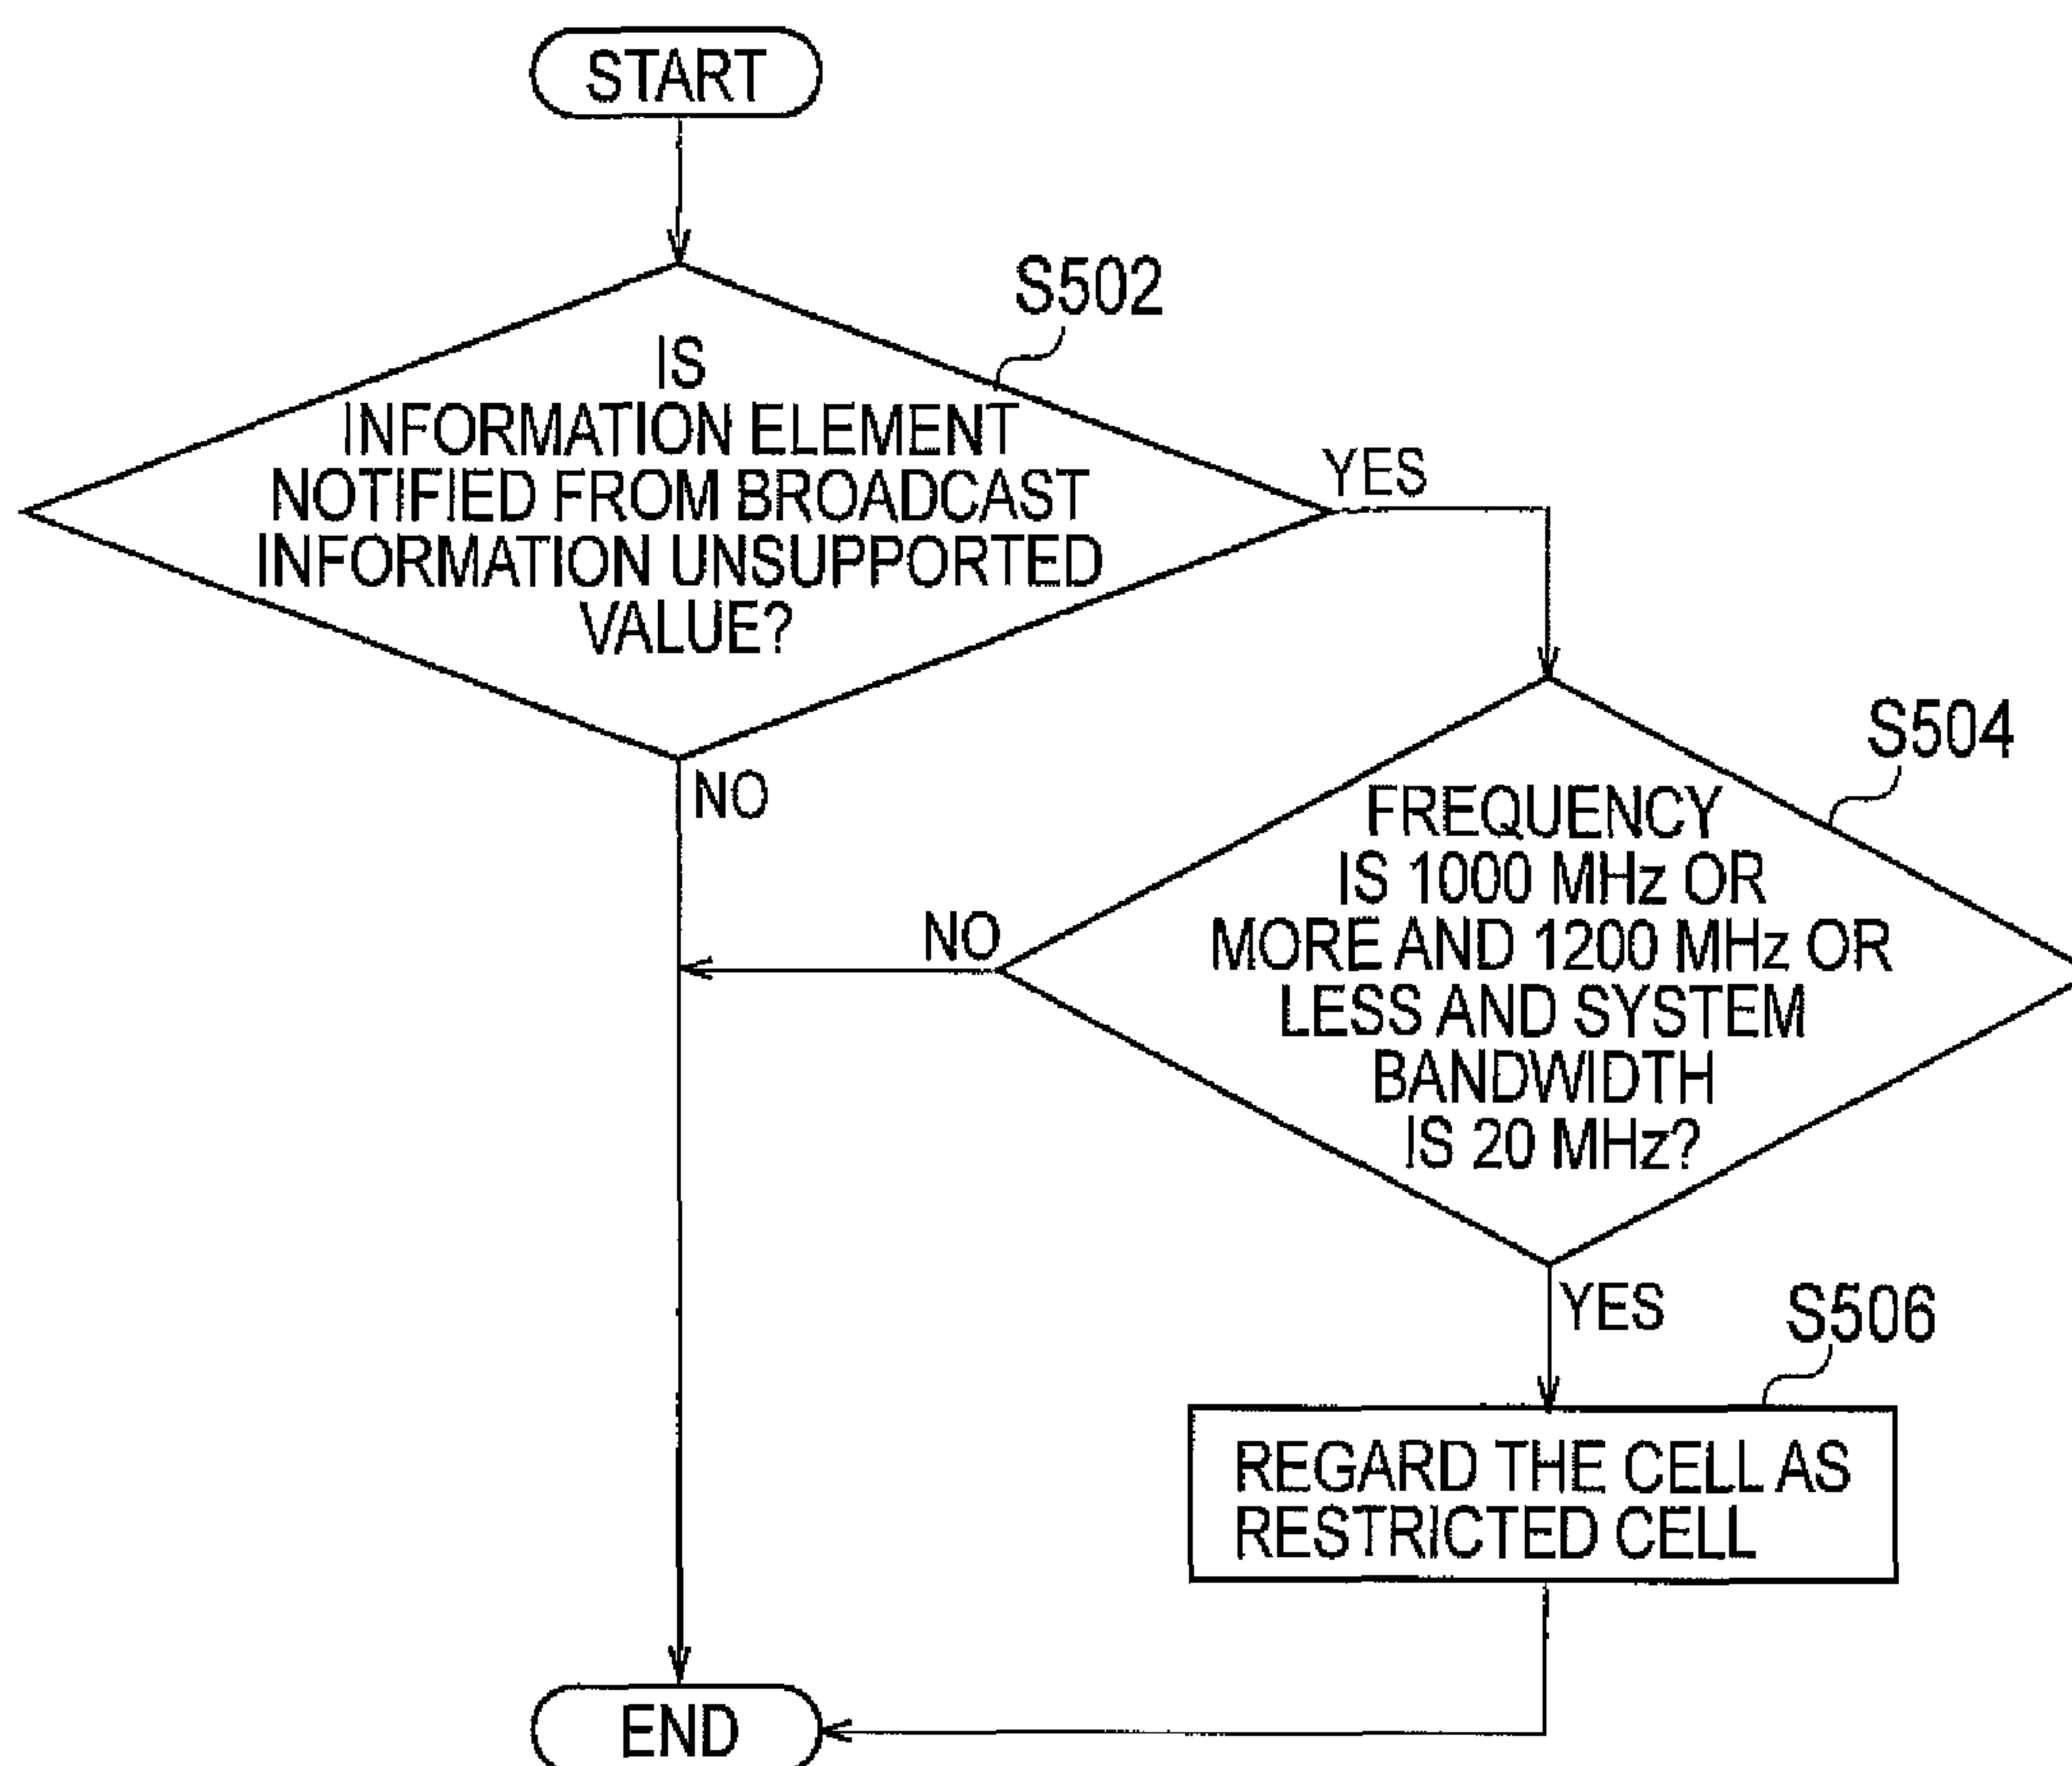 START
S502
IS
INFORMATION ELEMENT
NOTIFIED FROM BROADCAST
INFORMATION UNSUPPORTED
VALUE?
YES
NO
S504
FREQUENCY
IS 1000 MHz OR
MORE AND 1200 MHz OR
LESS AND SYSTEM
BANDWIDTH
IS 20 MHz?
NO
YES
S506
REGARD THE CELL AS
RESTRICTED CELL
END